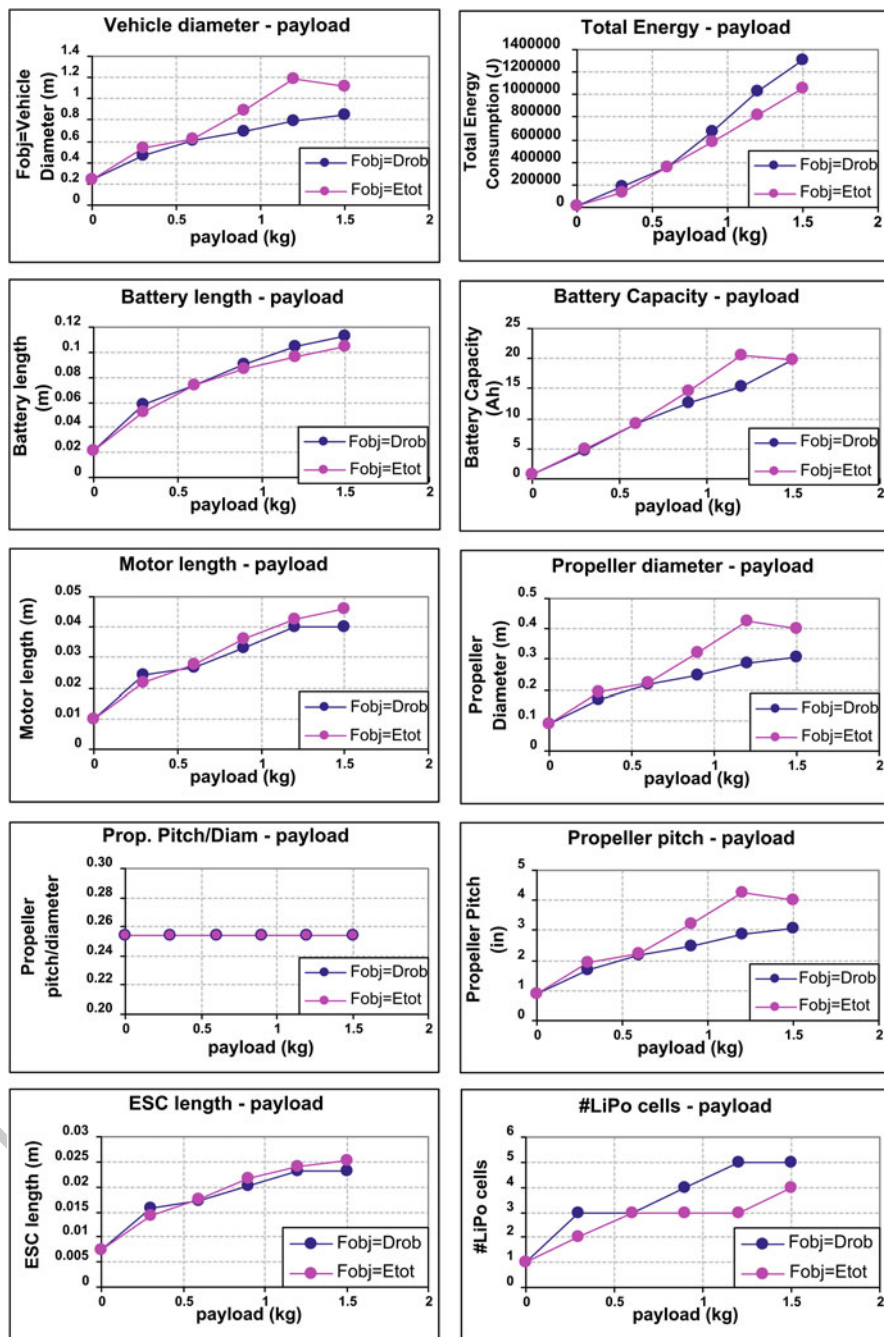 Vehicle diameter - payload
Fobj=Vehicle
Diameter (m)
1.4
1.2
1
0.8
0.6
0.4
0.2
0
0 0.5 1 1.5 2
payload (kg)
Fobj=Drob
Fobj=Etot
Total Energy - payload
Total Energy
Consumption (J)
1400000
1200000
1000000
800000
600000
400000
200000
0
0 0.5 1 1.5 2
payload (kg)
Fobj=Drob
Fobj=Etot
Battery length - payload
Battery length
(m)
0.12
0.1
0.08
0.06
0.04
0.02
0
0 0.5 1 1.5 2
payload (kg)
Fobj=Drob
Fobj=Etot
Battery Capacity - payload
Battery Capacity
(Ah)
25
20
15
10
5
0
0 0.5 1 1.5 2
payload (kg)
Fobj=Drob
Fobj=Etot
Motor length - payload
Motor length (m)
0.05
0.04
0.03
0.02
0.01
0
0 0.5 1 1.5 2
payload (kg)
Fobj=Drob
Fobj=Etot
Propeller diameter - payload
Propeller
Diameter (m)
0.5
0.4
0.3
0.2
0.1
0
0 0.5 1 1.5 2
payload (kg)
Fobj=Drob
Fobj=Etot
Prop. Pitch/Diam - payload
Propeller
pitch/diameter
0.30
0.28
0.26
0.24
0.22
0.20
0 0.5 1 1.5 2
payload (kg)
Fobj=Drob
Fobj=Etot
Propeller pitch - payload
Propeller Pitch
(in)
5
4
3
2
1
0
0 0.5 1 1.5 2
payload (kg)
Fobj=Drob
Fobj=Etot
ESC length - payload
ESC length (m)
0.03
0.025
0.02
0.015
0.01
0.005
0
0 0.5 1 1.5 2
payload (kg)
Fobj=Drob
Fobj=Etot
#LiPo cells - payload
#LiPo cells
6
5
4
3
2
1
0
0 0.5 1 1.5 2
payload (kg)
Fobj=Drob
Fobj=Etot